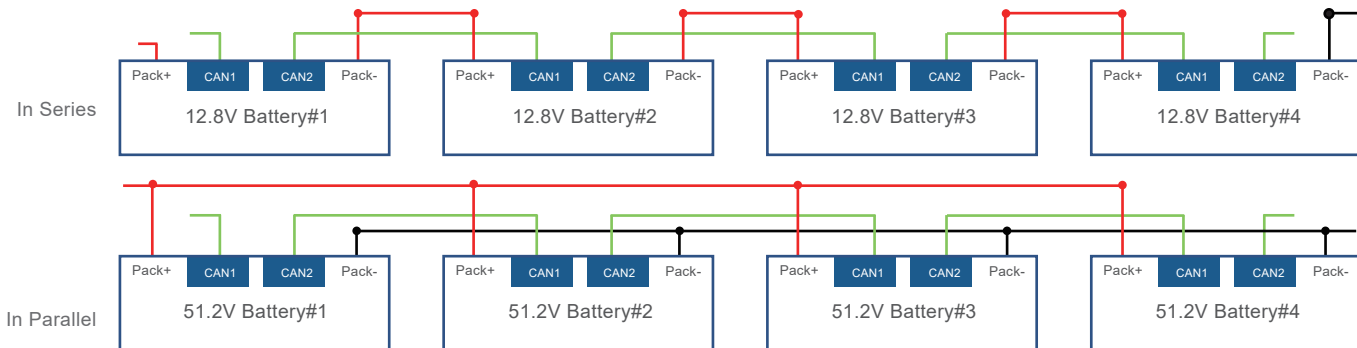 Pack+ CAN1 CAN2 Pack- Pack+ CAN1 CAN2 Pack- Pack+ CAN1 CAN2 Pack- Pack+ CAN1 CAN2 Pack-
In Series 12.8V Battery#1 12.8V Battery#2 12.8V Battery#3 12.8V Battery#4
Pack+ CAN1 CAN2 Pack- Pack+ CAN1 CAN2 Pack- Pack+ CAN1 CAN2 Pack- Pack+ CAN1 CAN2 Pack-
In Parallel 51.2V Battery#1 51.2V Battery#2 51.2V Battery#3 51.2V Battery#4